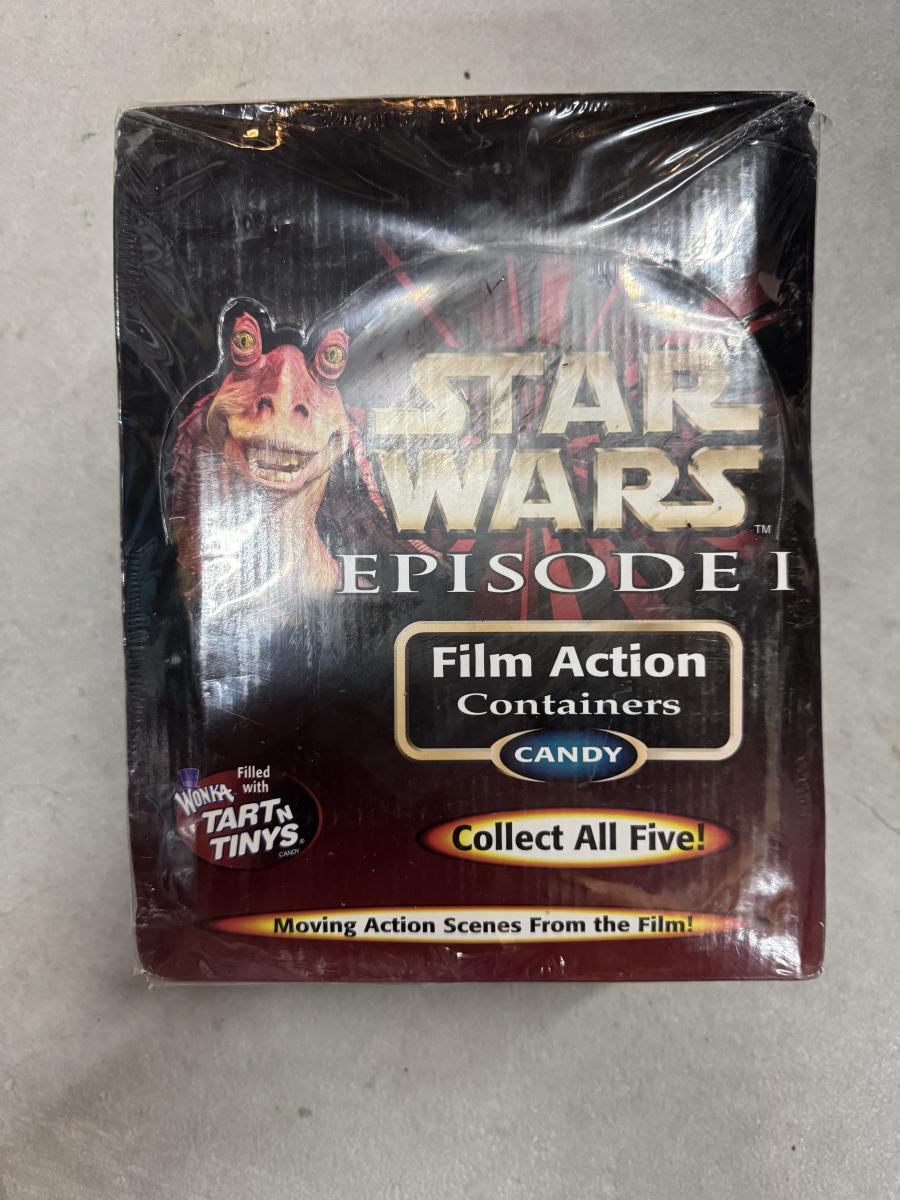 STAR
WARS
TM
EPISODE I
Film Action
Containers
CANDY
Filled
with
WONKA
TART N
TINYS®
CANDY
Collect All Five!
Moving Action Scenes From the Film!